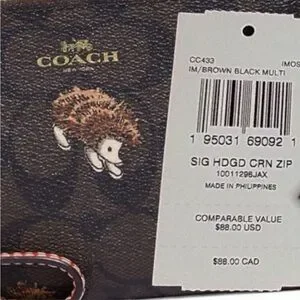 COACH
NEW YORK
CC433 IMOS
IM/BROWN BLACK MULTI
1 95031 69092 1
SIG HDGD CRN ZIP
10011296JAX
MADE IN PHILIPPINES
COMPARABLE VALUE
$88.00 USD
$88.00 CAD